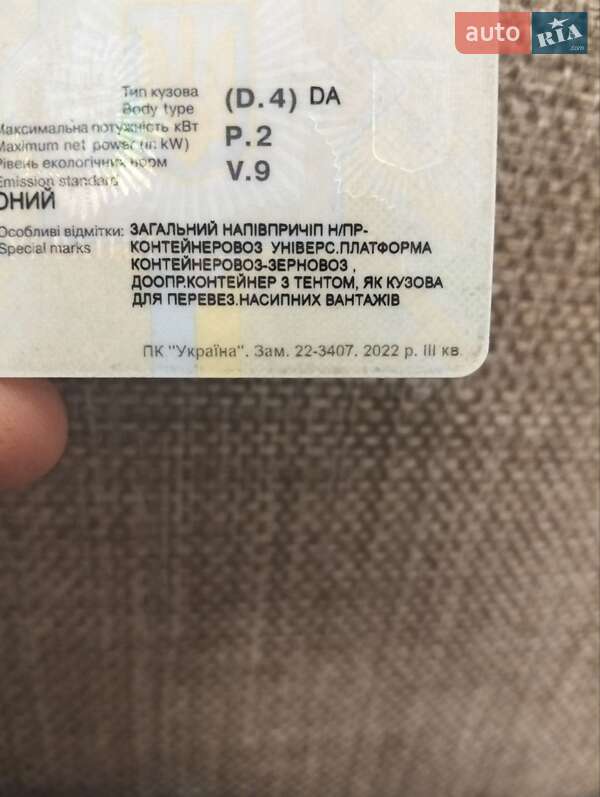 auto RIA .com
Тип кузова
Body type
(D.4) DA
Максимальна потужність кВт
Maximum net power (in kW)
P.2
Рівень екологічних норм
Emission standard
V.9
ОНИЙ
Особливі відмітки: ЗАГАЛЬНИЙ НАПІВПРИЧІП Н/ПР-
Special marks КОНТЕЙНЕРОВОЗ УНІВЕРС.ПЛАТФОРМА
КОНТЕЙНЕРОВОЗ-ЗЕРНОВОЗ ,
ДООПР.КОНТЕЙНЕР З ТЕНТОМ, ЯК КУЗОВА
ДЛЯ ПЕРЕВЕЗ.НАСИПНИХ ВАНТАЖІВ
ПК "Україна". Зам. 22-3407. 2022 р. III кв.